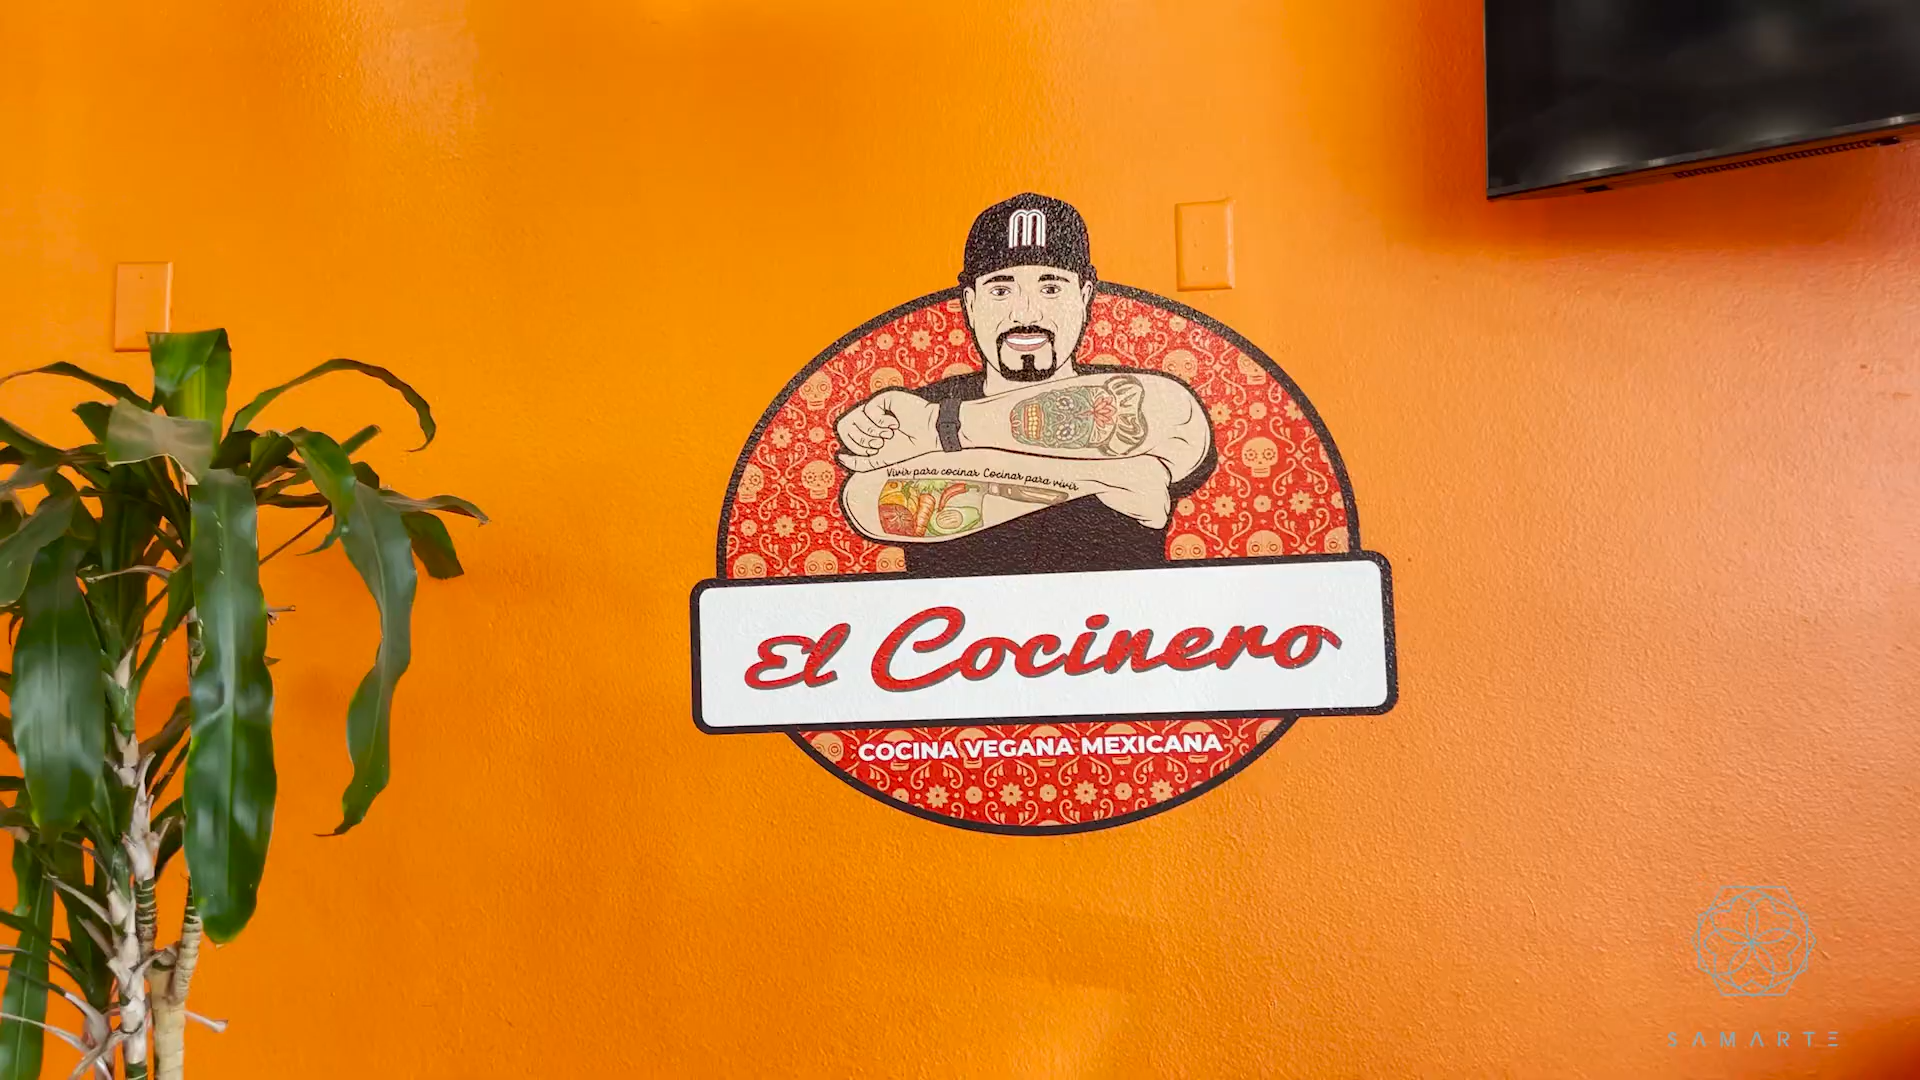 m
Vivir para cocinar Cocinar para vivir
El Cocinero
COCINA VEGANA MEXICANA
SAMARTE